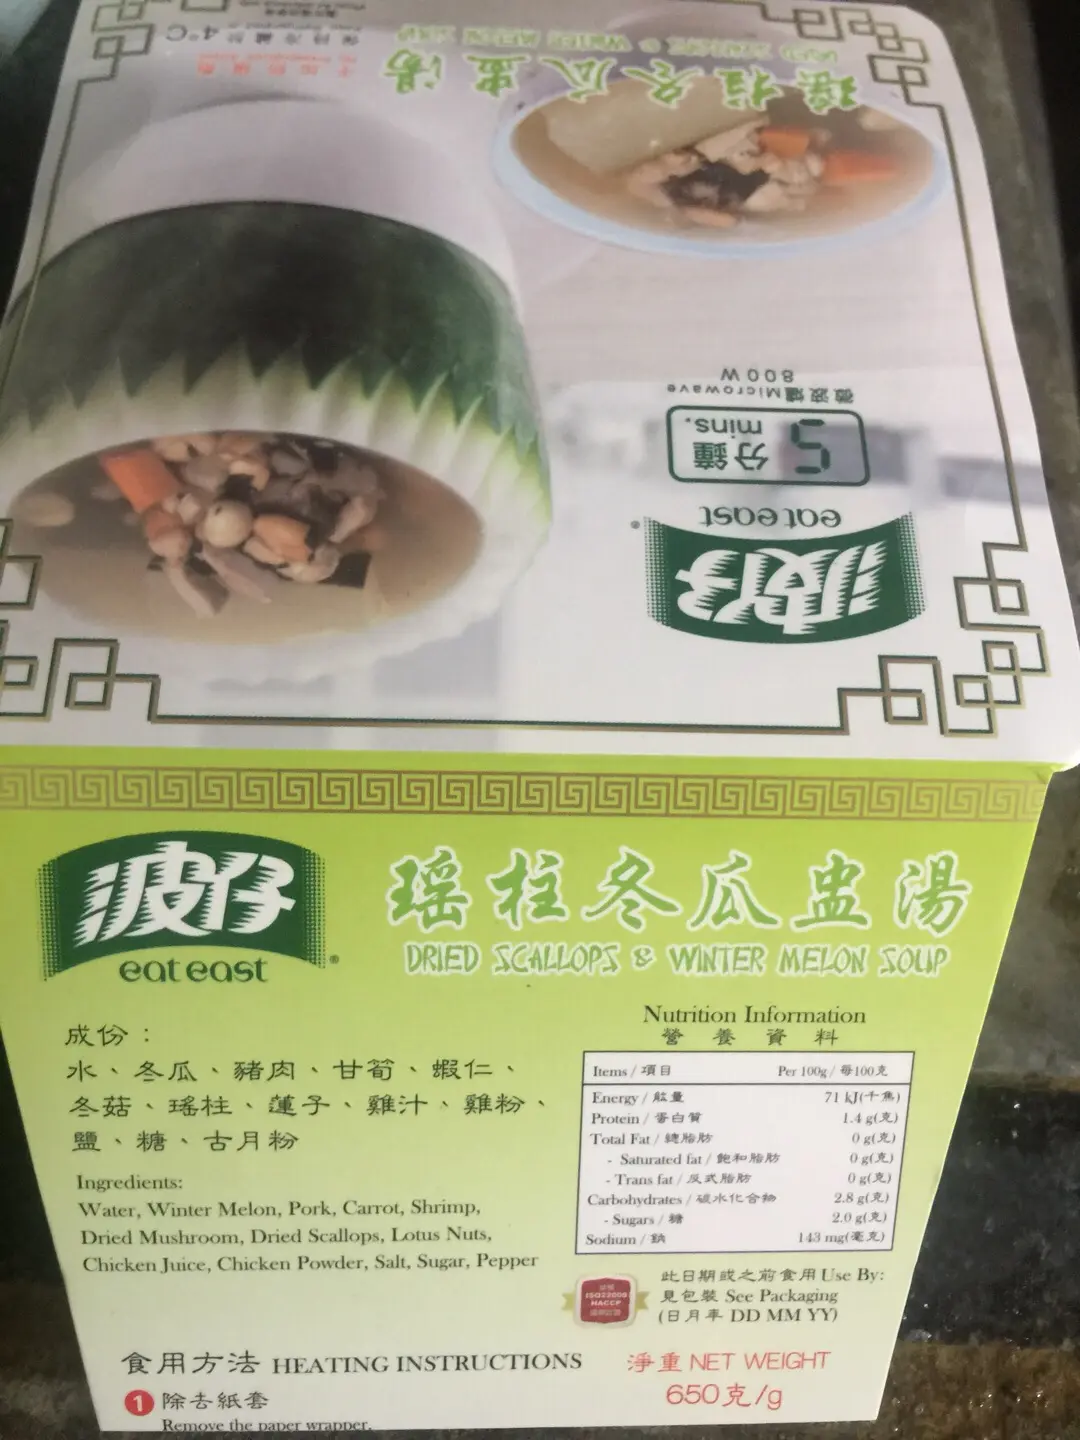 瑤柱冬瓜盅湯
保持冷藏於 4°C
微波爐Microwave
800W
5 分鐘
mins.
波仔
eat east
波仔
eat east
瑤柱冬瓜盅湯
DRIED SCALLOPS & WINTER MELON SOUP
成份：
水、冬瓜、豬肉、甘筍、蝦仁、
冬菇、瑤柱、蓮子、雞汁、雞粉、
鹽、糖、古月粉
Ingredients:
Water, Winter Melon, Pork, Carrot, Shrimp,
Dried Mushroom, Dried Scallops, Lotus Nuts,
Chicken Juice, Chicken Powder, Salt, Sugar, Pepper
Nutrition Information
營養資料
Items / 項目 Per 100g / 每100克
Energy / 能量 71 kJ(千焦)
Protein / 蛋白質 1.4 g(克)
Total Fat / 總脂肪 0 g(克)
- Saturated fat / 飽和脂肪 0 g(克)
- Trans fat / 反式脂肪 0 g(克)
Carbohydrates / 碳水化合物 2.8 g(克)
- Sugars / 糖 2.0 g(克)
Sodium / 鈉 143 mg(毫克)
ISO22000
HACCP
此日期或之前食用 Use By:
見包裝 See Packaging
(日月年 DD MM YY)
食用方法 HEATING INSTRUCTIONS
1 除去紙套
Remove the paper wrapper.
淨重 NET WEIGHT
650克/g